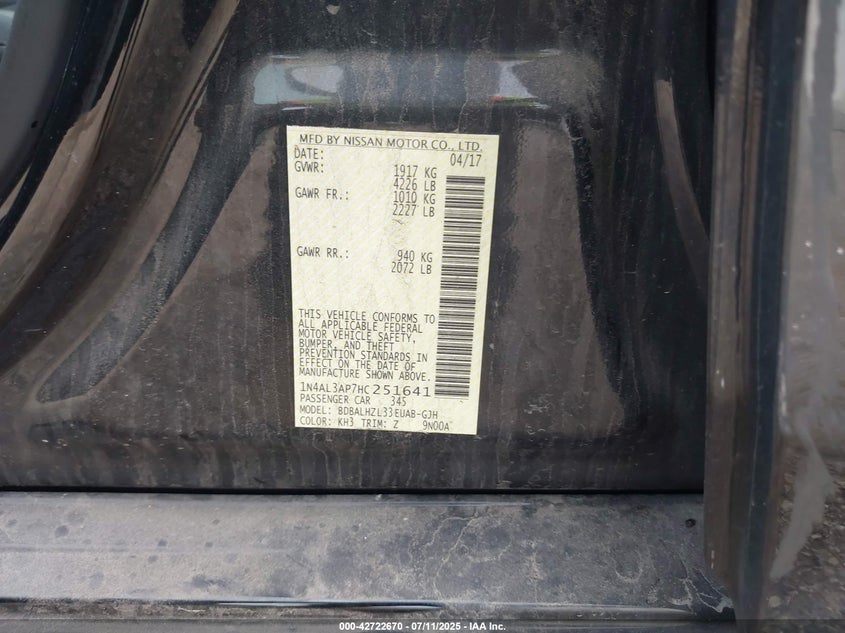 MFD BY NISSAN MOTOR CO., LTD.
DATE: 04/17
GVWR: 1917 KG
4226 LB
GAWR FR.: 1010 KG
2227 LB
GAWR RR.: 940 KG
2072 LB
THIS VEHICLE CONFORMS TO
ALL APPLICABLE FEDERAL
MOTOR VEHICLE SAFETY,
BUMPER, AND THEFT
PREVENTION STANDARDS IN
EFFECT ON THE DATE OF
MANUFACTURE SHOWN ABOVE.
1N4AL3AP7HC251641
PASSENGER CAR 345
MODEL: BDBALHZL33EUAB-GJH
COLOR: KH3 TRIM: Z 9N00A
000-42722670 - 07/11/2025 - IAA Inc.